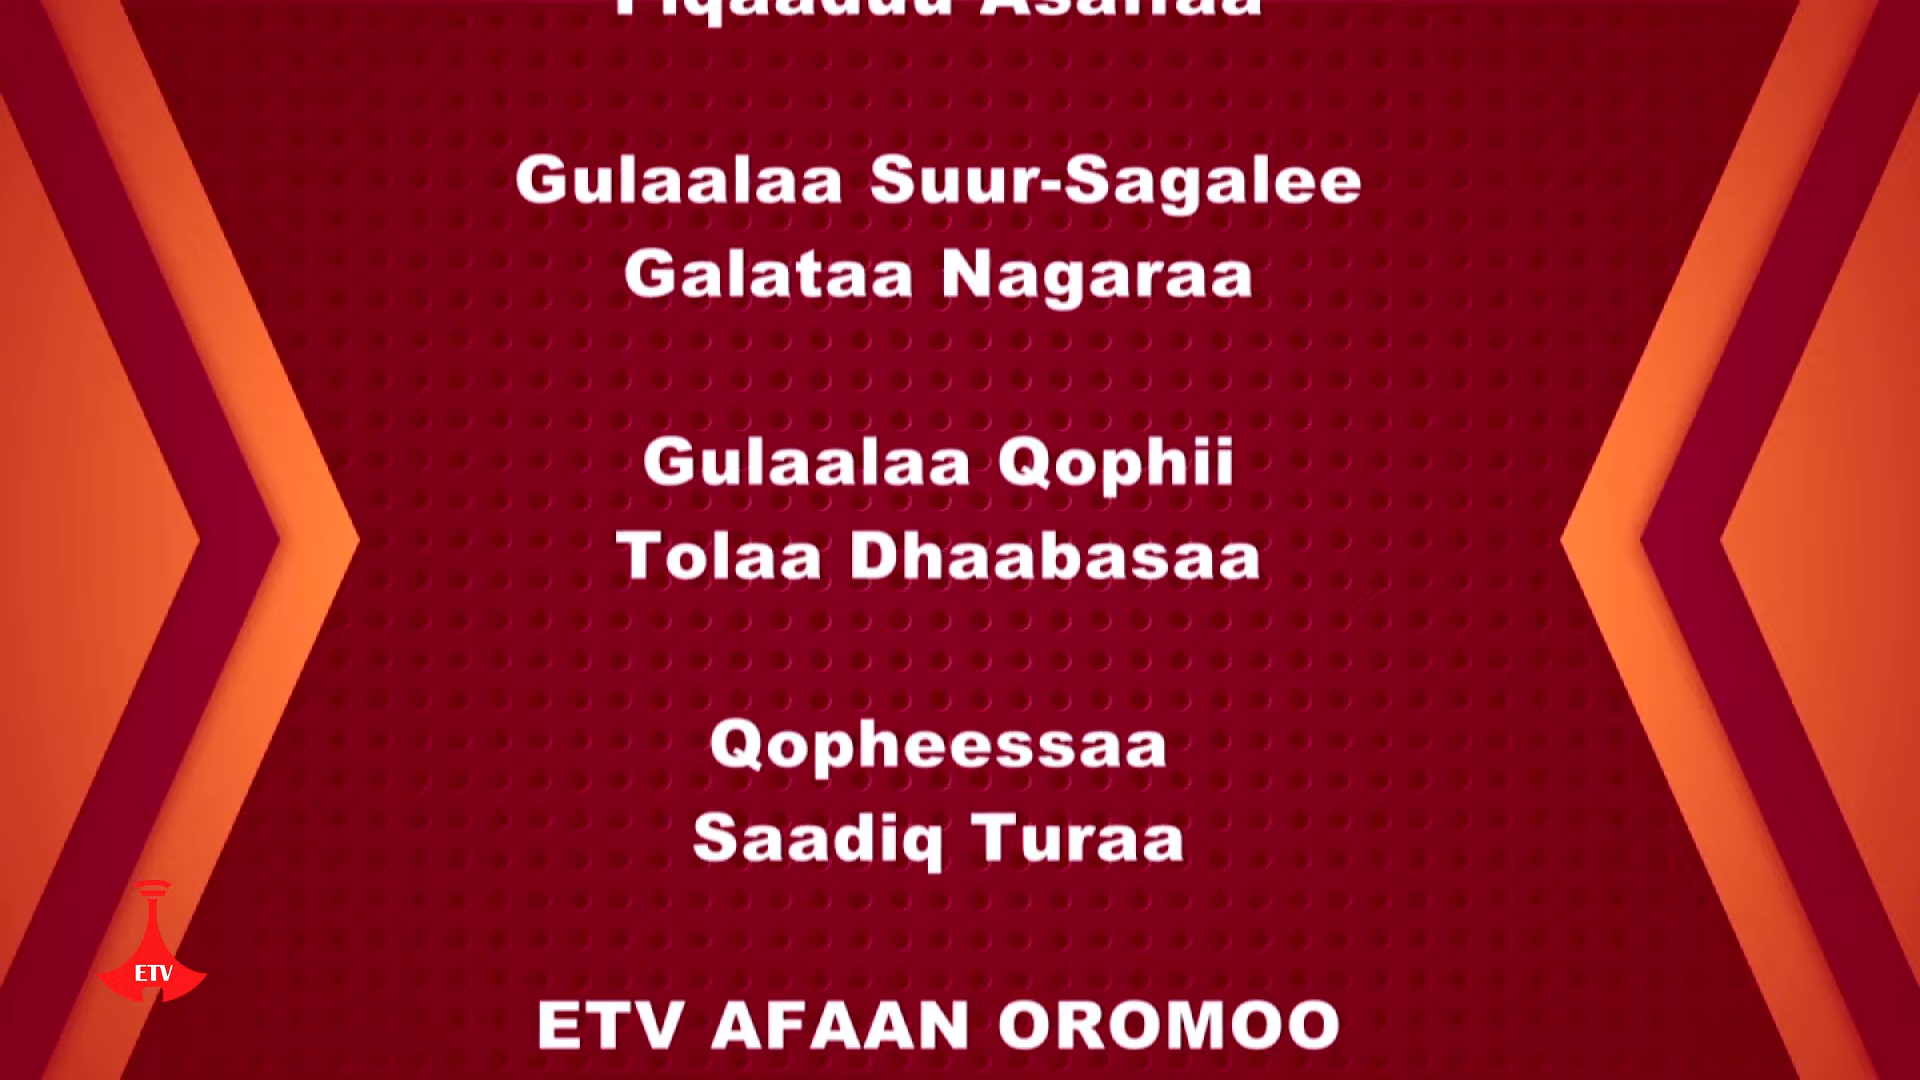 Gulaalaa Suur-Sagalee
Galataa Nagaraa
Gulaalaa Qophii
Tolaa Dhaabasaa
Qopheessaa
Saadiq Turaa
ETV
ETV AFAAN OROMOO